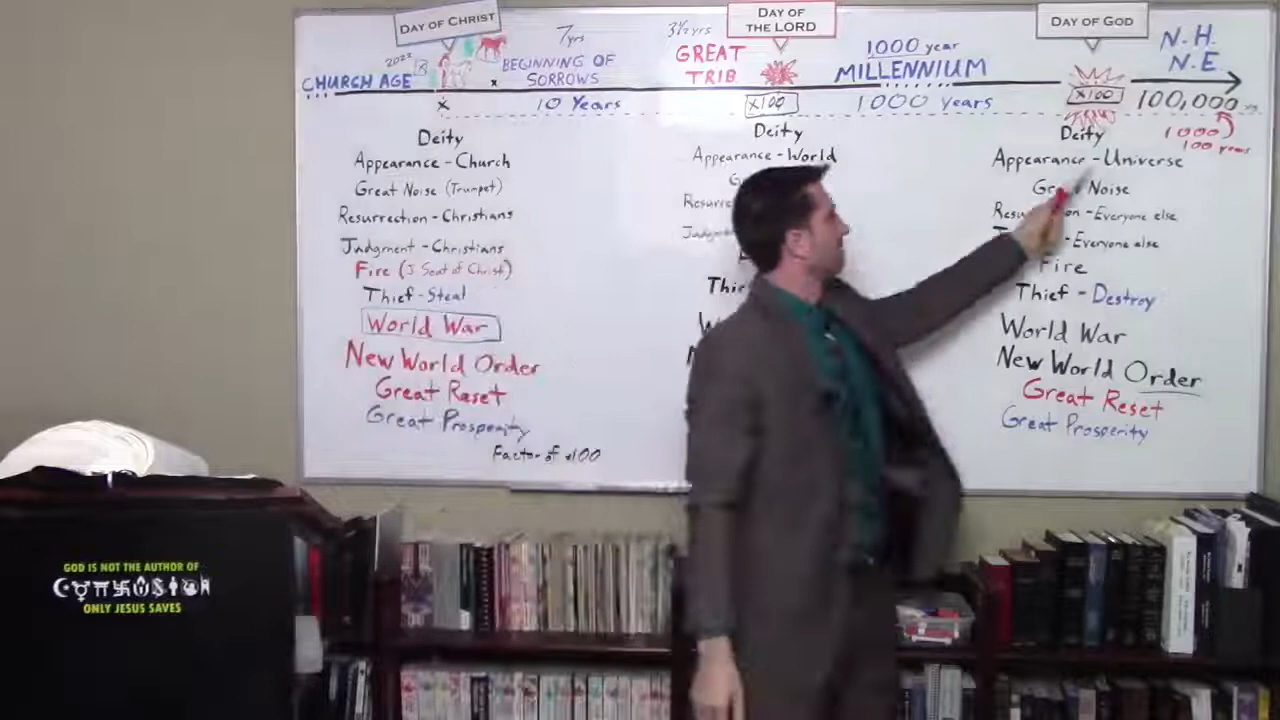 DAY OF CHRIST
DAY OF
THE LORD
DAY OF GOD
7yrs
3½yrs
1000 year
N.H.
CHURCH AGE
BEGINNING OF
SORROWS
GREAT
TRIB
MILLENNIUM
N.E.
x
10 Years
x100
1000 years
x100
100,000
1000
100 years
Deity
Appearance - Church
Great Noise (Trumpet)
Resurrection - Christians
Judgment - Christians
Fire (J Seat of Christ)
Thief - Steal
World War
New World Order
Great Reset
Great Prosperity
Factor of x100
Deity
Appearance - World
Deity
Appearance - Universe
Noise
Everyone else
Everyone else
Fire
Thief - Destroy
World War
New World Order
Great Reset
Great Prosperity
GOD IS NOT THE AUTHOR OF
ONLY JESUS SAVES